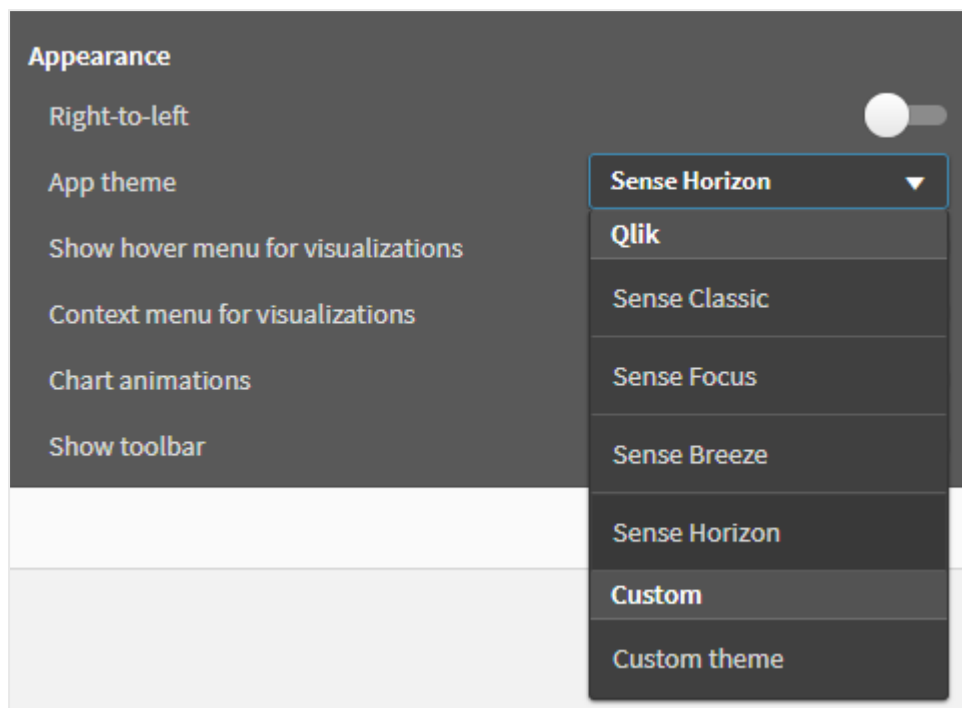 Appearance
Right-to-left
App theme
Sense Horizon
Show hover menu for visualizations
Context menu for visualizations
Chart animations
Show toolbar
Qlik
Sense Classic
Sense Focus
Sense Breeze
Sense Horizon
Custom
Custom theme